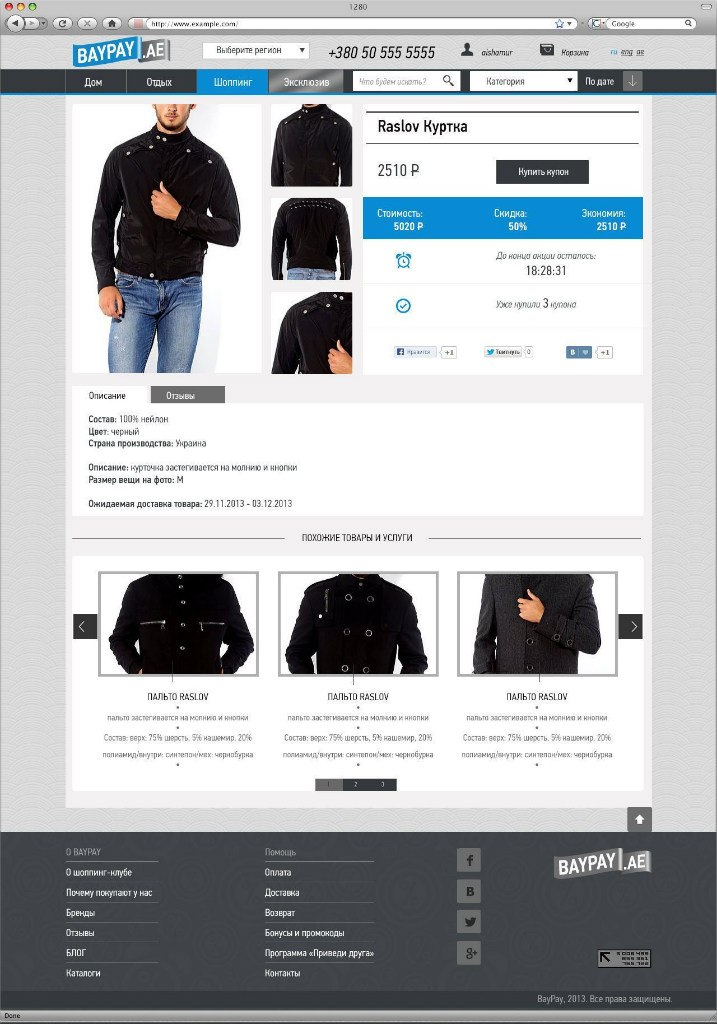 1280
http://www.example.com/
Google
BAYPAY .AE
Выберите регион
+380 50 555 5555
aishamur
Корзина
ru eng ae
Дом
Отдых
Шоппинг
Эксклюзив
Что будем искать?
Категория
По дате
Raslov Куртка
2510 ₽
Купить купон
Стоимость: Скидка: Экономия:
5020 ₽ 50% 2510 ₽
До конца акции осталось:
18:28:31
Уже купили 3 купона
Нравится +1
Твитнуть 0
B +1
Описание
Отзывы
Состав: 100% нейлон
Цвет: черный
Страна производства: Украина
Описание: курточка застегивается на молнию и кнопки
Размер вещи на фото: М
Ожидаемая доставка товара: 29.11.2013 - 03.12.2013
ПОХОЖИЕ ТОВАРЫ И УСЛУГИ
ПАЛЬТО RASLOV
пальто застегивается на молнию и кнопки
Состав: верх: 75% шерсть, 5% кашемир, 20%
полиамид/внутри: синтепон/мех: чернобурка
ПАЛЬТО RASLOV
пальто застегивается на молнию и кнопки
Состав: верх: 75% шерсть, 5% кашемир, 20%
полиамид/внутри: синтепон/мех: чернобурка
ПАЛЬТО RASLOV
пальто застегивается на молнию и кнопки
Состав: верх: 75% шерсть, 5% кашемир, 20%
полиамид/внутри: синтепон/мех: чернобурка
1 2 3
О BAYPAY
О шоппинг-клубе
Почему покупают у нас
Бренды
Отзывы
БЛОГ
Каталоги
Помощь
Оплата
Доставка
Возврат
Бонусы и промокоды
Программа «Приведи друга»
Контакты
f
B
g+
BAYPAY .AE
BayPay, 2013. Все права защищены.
Done